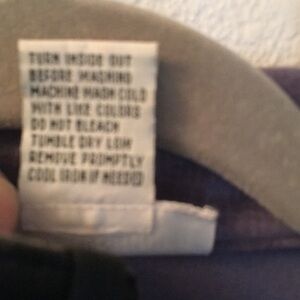 TURN INSIDE OUT
BEFORE WASHING
MACHINE WASH COLD
WITH LIKE COLORS
DO NOT BLEACH
TUMBLE DRY LOW
REMOVE PROMPTLY
COOL IRON IF NEEDED